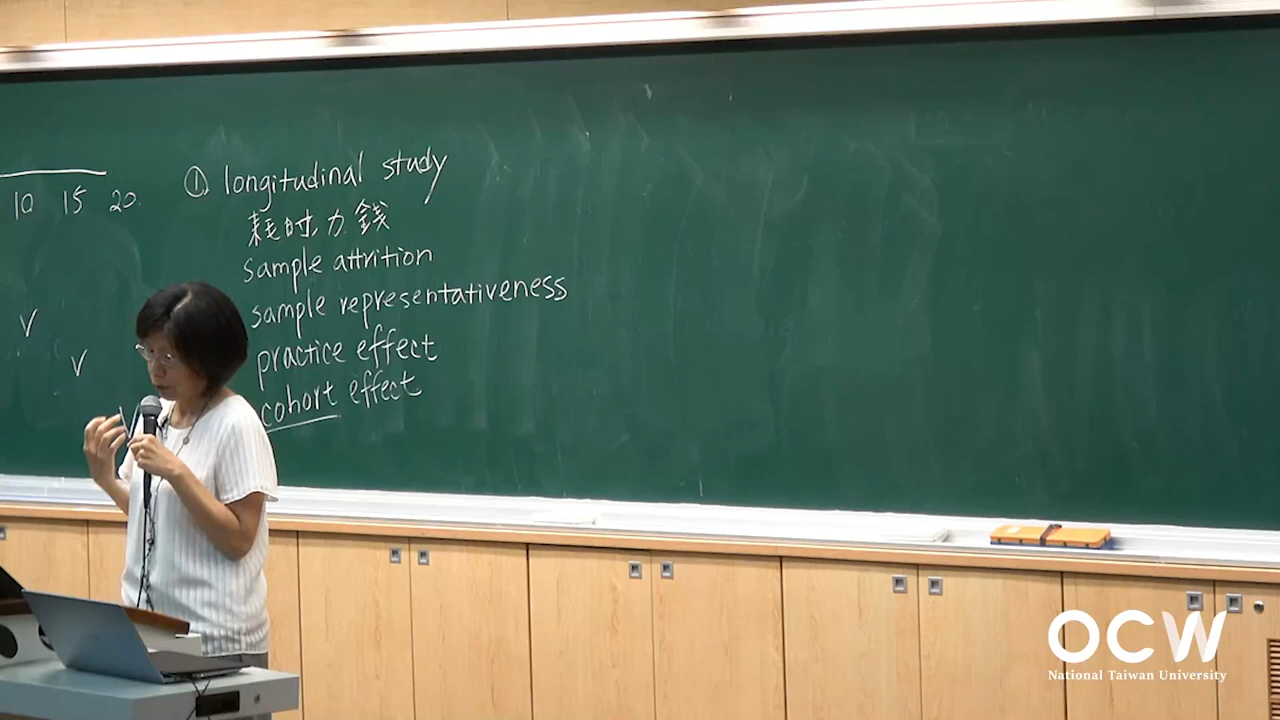 10 15 20
① longitudinal study
耗时,力 錢
sample attrition
sample representativeness
practice effect
cohort effect
V
V
OCW
National Taiwan University